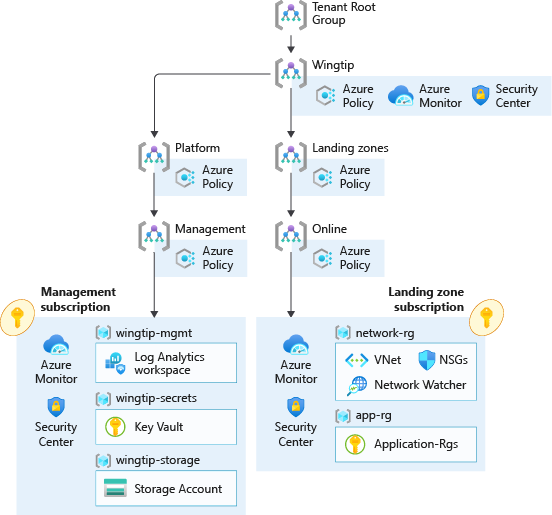 Tenant Root
Group
Wingtip
Azure
Policy
Azure
Monitor
Security
Center
Platform
Azure
Policy
Landing zones
Azure
Policy
Management
Azure
Policy
Online
Azure
Policy
Management
subscription
wingtip-mgmt
Azure
Monitor
Log Analytics
workspace
wingtip-secrets
Security
Center
Key Vault
wingtip-storage
Storage Account
Landing zone
subscription
network-rg
Azure
Monitor
VNet
NSGs
Network Watcher
app-rg
Security
Center
Application-Rgs